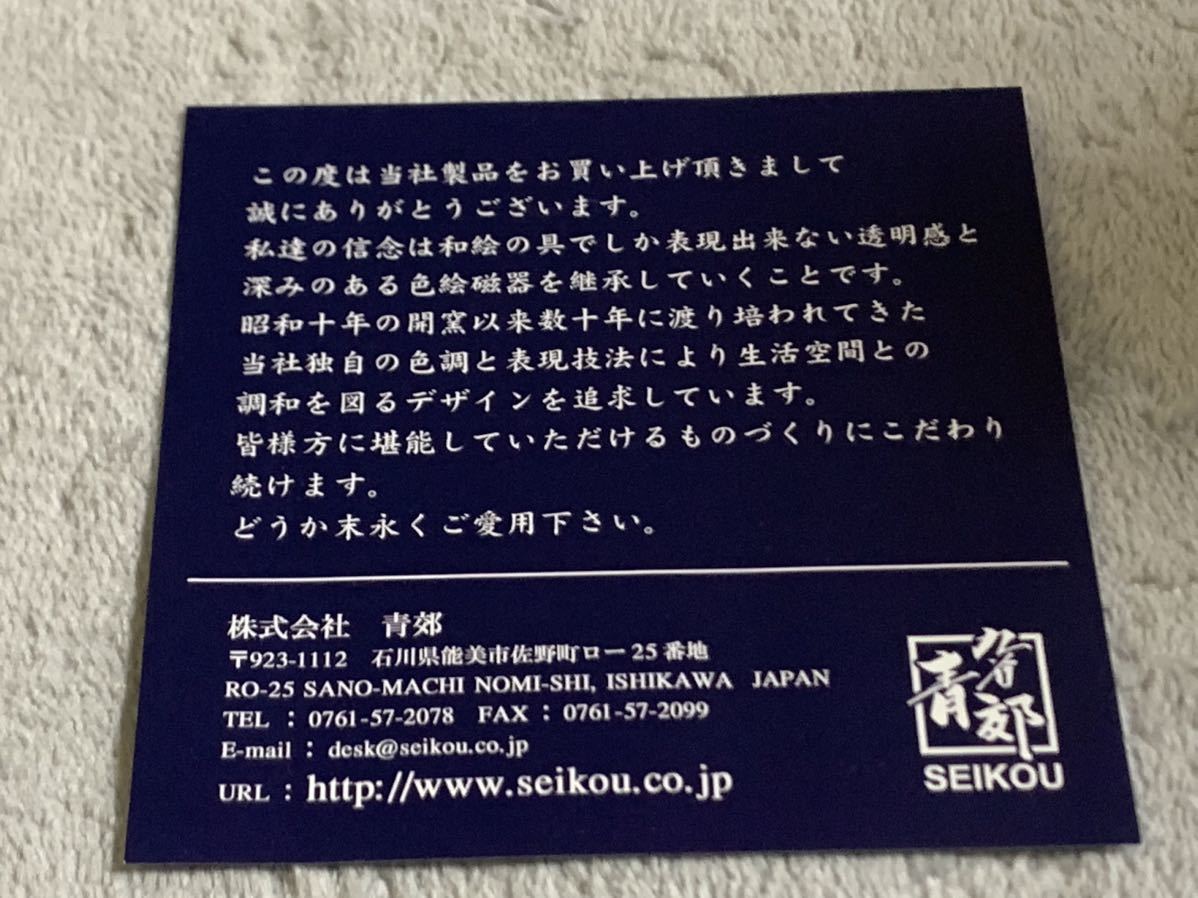 この度は当社製品をお買い上げ頂きまして
誠にありがとうございます。
私達の信念は和絵の具でしか表現出来ない透明感と
深みのある色絵磁器を継承していくことです。
昭和十年の開窯以来数十年に渡り培われてきた
当社独自の色調と表現技法により生活空間との
調和を図るデザインを追求しています。
皆様方に堪能していただけるものづくりにこだわり
続けます。
どうか末永くご愛用下さい。
株式会社 青郊
〒923-1112 石川県能美市佐野町ロー25番地
RO-25 SANO-MACHI NOMI-SHI, ISHIKAWA JAPAN
TEL : 0761-57-2078 FAX : 0761-57-2099
E-mail : desk@seikou.co.jp
URL : http://www.seikou.co.jp
九谷
青郊
SEIKOU